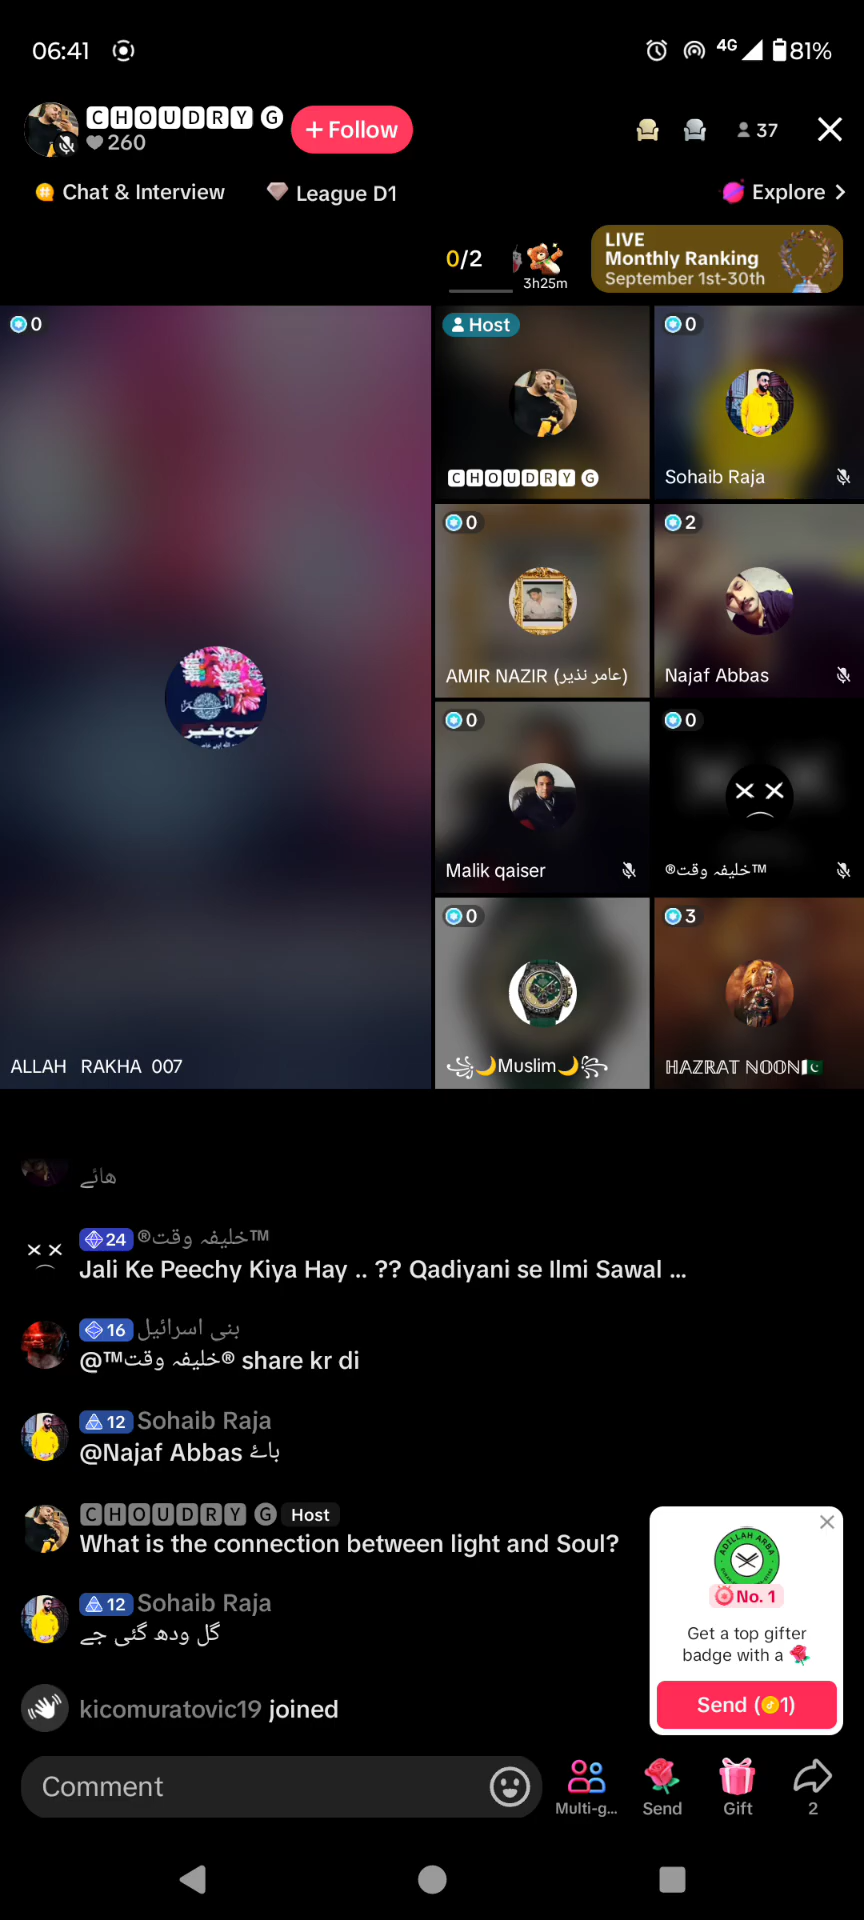 06:41
4G 81%
🅲🅷🅾🆄🅳🆁🆈 🅖
260
+ Follow
37
Chat & Interview
League D1
Explore
0/2
3h25m
LIVE
Monthly Ranking
September 1st-30th
0
Host
0
🅲🅷🅾🆄🅳🆁🆈 🅖
Sohaib Raja
0
2
AMIR NAZIR (عامر نذیر)
Najaf Abbas
0
0
Malik qaiser
®خلیفہ وقت™
صبح بخیر
0
3
ALLAH RAKHA 007
꧁🌙Muslim🌙꧂
ℍ𝔸ℤℝ𝔸𝕋 ℕ𝕆𝕆ℕ🇵🇰
ھائے
24 ®خلیفہ وقت™
Jali Ke Peechy Kiya Hay .. ?? Qadiyani se Ilmi Sawal ...
16 بنی اسرائیل
@™خلیفہ وقت® share kr di
12 Sohaib Raja
@Najaf Abbas باۓ
🅲🅷🅾🆄🅳🆁🆈 🅖 Host
What is the connection between light and Soul?
12 Sohaib Raja
گل ودھ گئی جے
kicomuratovic19 joined
ADILLAH ARBA
No. 1
Get a top gifter
badge with a 🌹
Send (1)
Comment
Multi-g...
Send
Gift
2